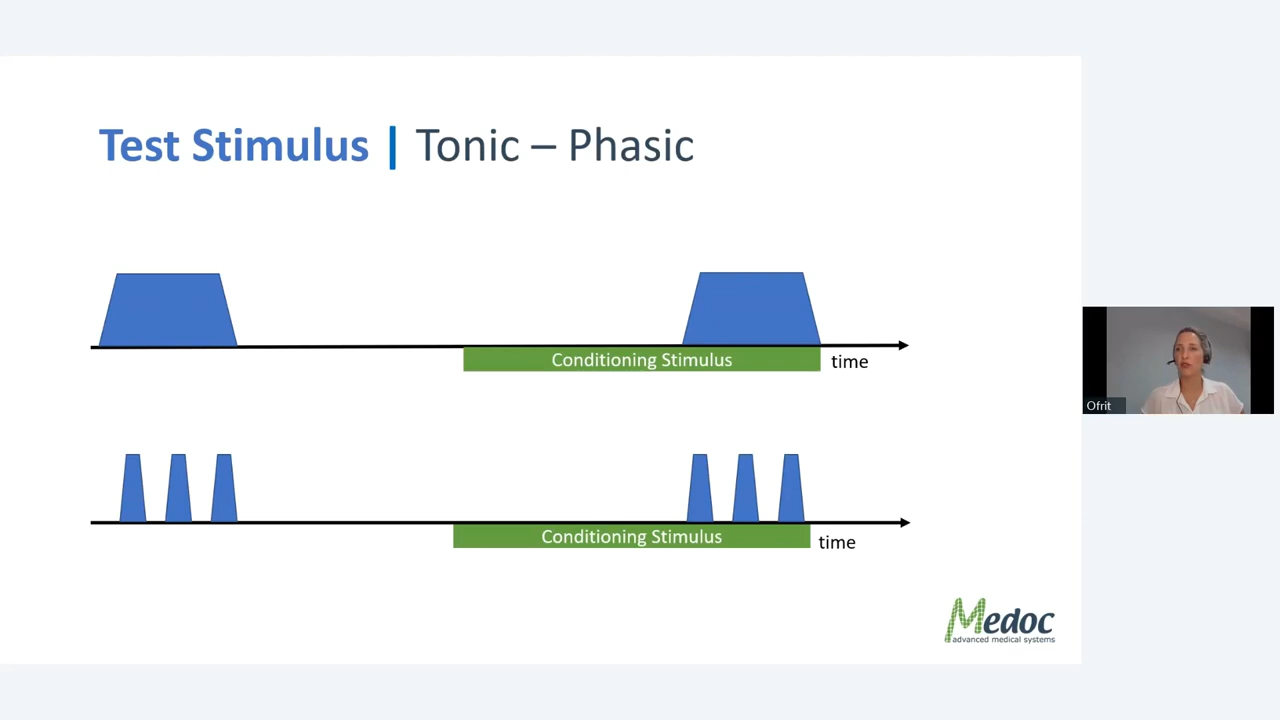 Test Stimulus | Tonic – Phasic
Conditioning Stimulus
time
Conditioning Stimulus
time
Medoc
advanced medical systems
Ofrit